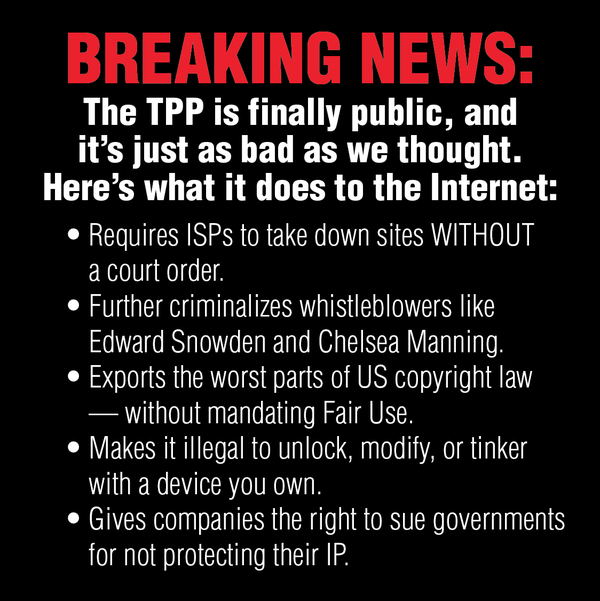 BREAKING NEWS:
The TPP is finally public, and
it’s just as bad as we thought.
Here’s what it does to the Internet:
• Requires ISPs to take down sites WITHOUT
a court order.
• Further criminalizes whistleblowers like
Edward Snowden and Chelsea Manning.
• Exports the worst parts of US copyright law
— without mandating Fair Use.
• Makes it illegal to unlock, modify, or tinker
with a device you own.
• Gives companies the right to sue governments
for not protecting their IP.